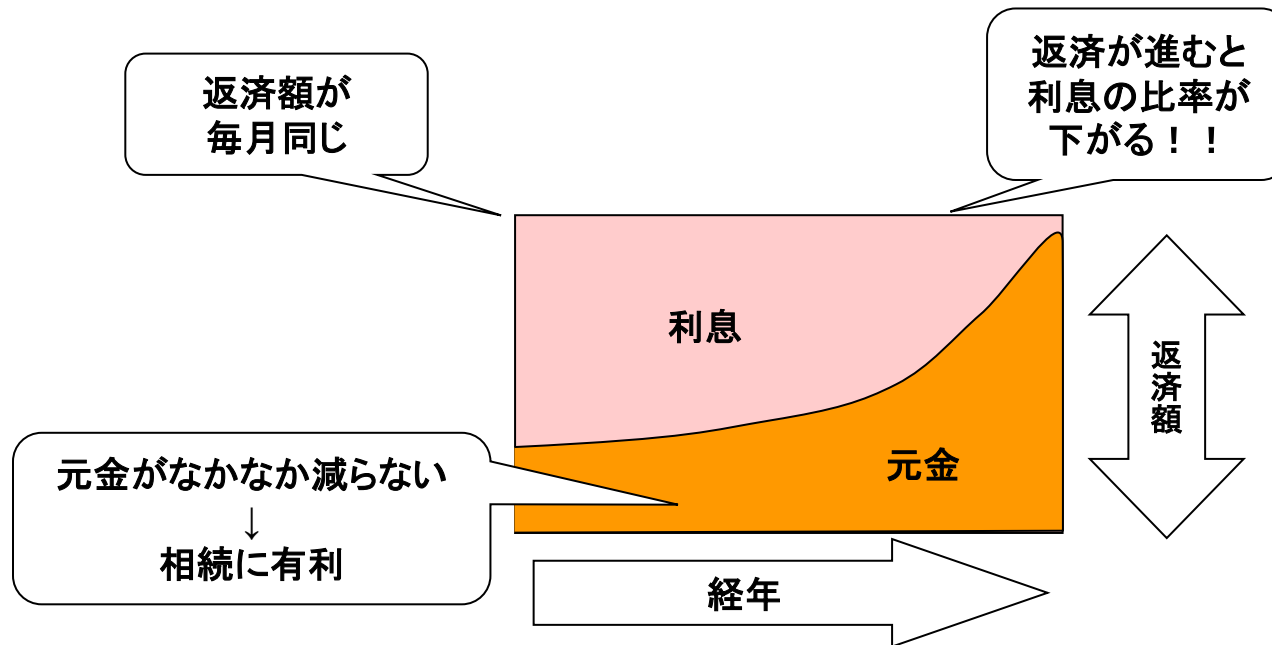 返済額が
毎月同じ
返済が進むと
利息の比率が
下がる！！
利息
返済額
元金
元金がなかなか減らない
↓
相続に有利
経年